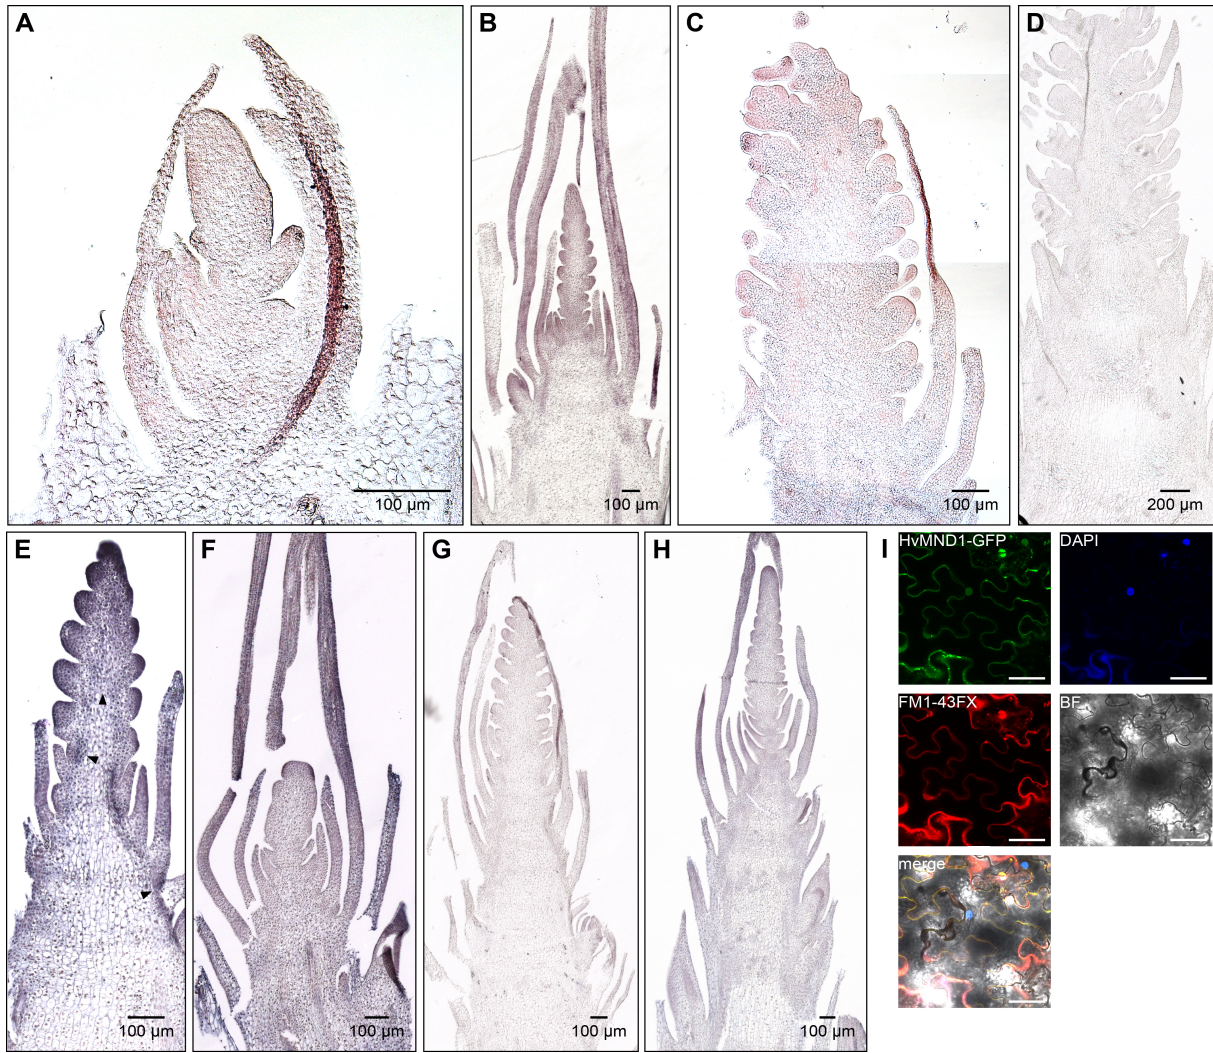 A
B
C
D
100 µm
100 µm
100 µm
200 µm
E
F
G
H
I
HvMND1-GFP
DAPI
FM1-43FX
BF
merge
100 µm
100 µm
100 µm
100 µm